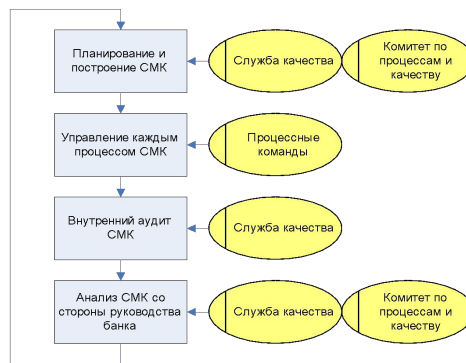 Планирование и
построение СМК
Служба качества
Комитет по
процессам и
качеству
Управление каждым
процессом СМК
Процессные
команды
Внутренний аудит
СМК
Служба качества
Анализ СМК со
стороны руководства
банка
Служба качества
Комитет по
процессам и
качеству